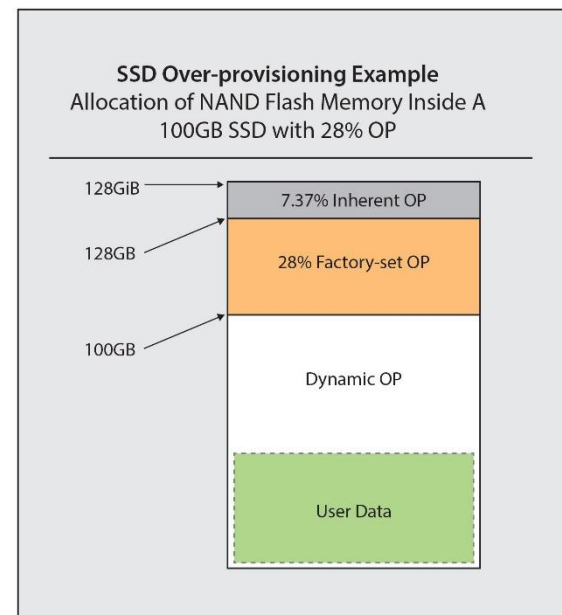 SSD Over-provisioning Example
Allocation of NAND Flash Memory Inside A
100GB SSD with 28% OP
128GiB
7.37% Inherent OP
128GB
28% Factory-set OP
100GB
Dynamic OP
User Data